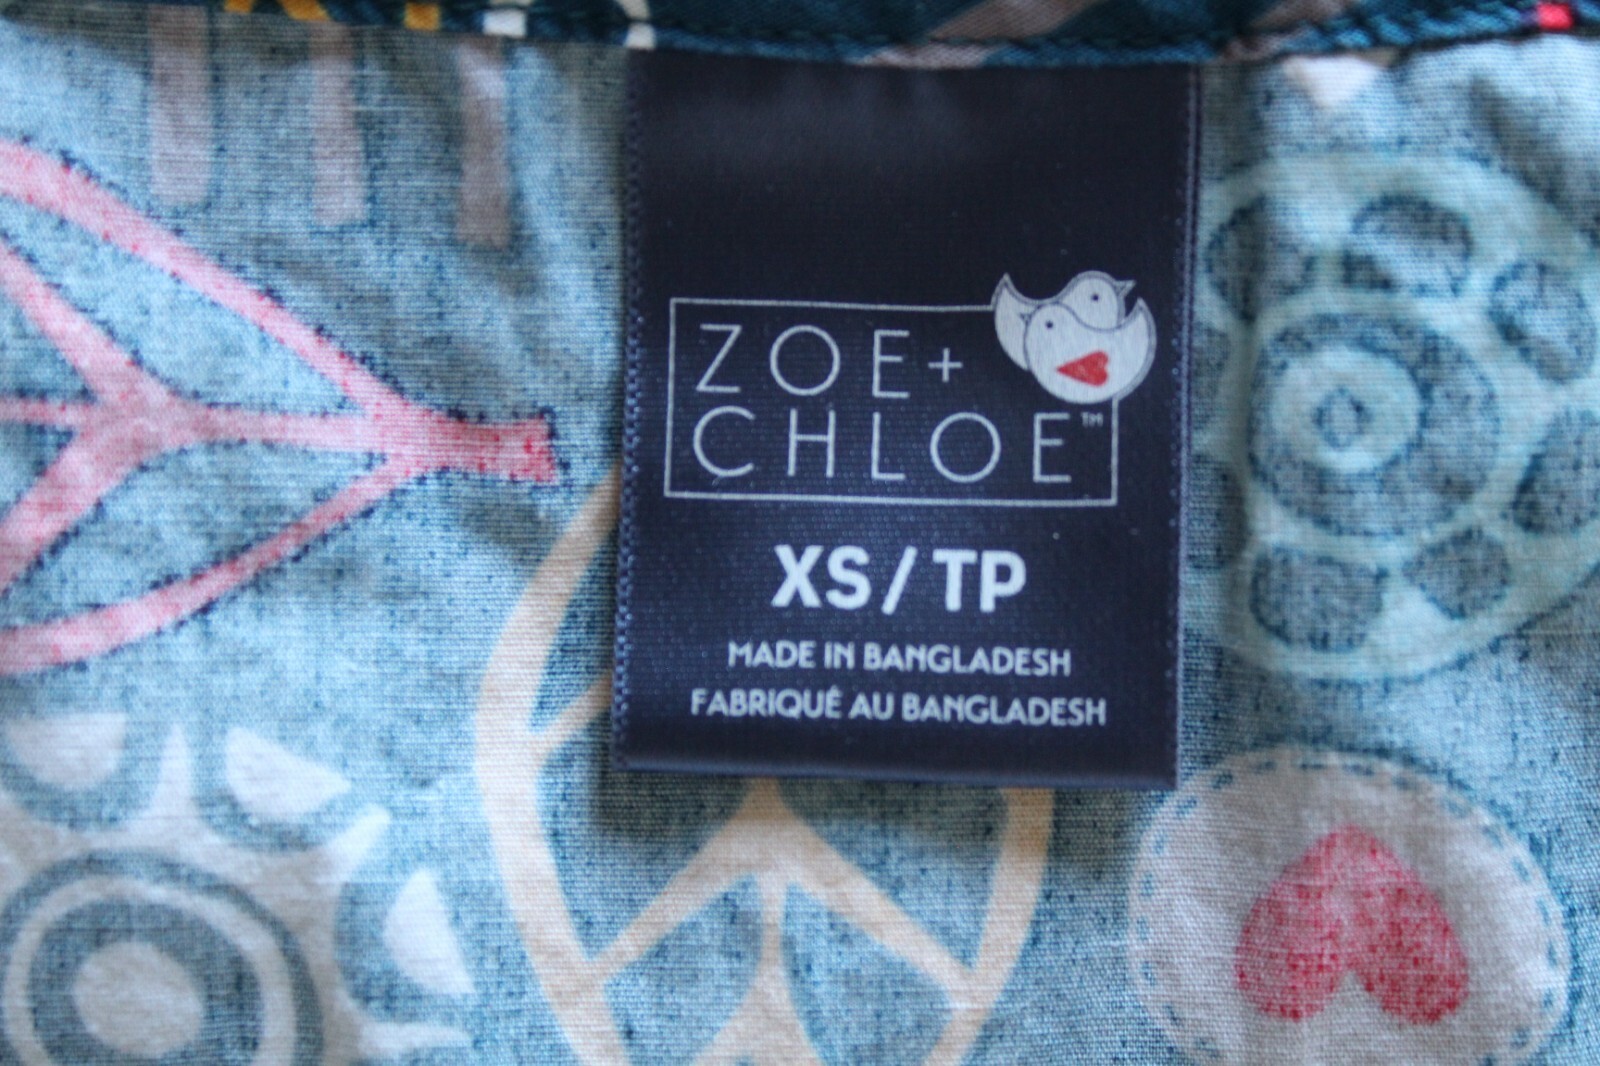 ZOE+
CHLOE™
XS/TP
MADE IN BANGLADESH
FABRIQUÉ AU BANGLADESH